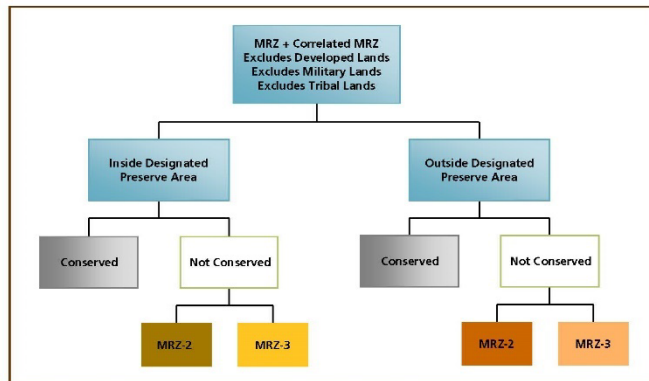 MRZ + Correlated MRZ
Excludes Developed Lands
Excludes Military Lands
Excludes Tribal Lands
Inside Designated
Preserve Area
Outside Designated
Preserve Area
Conserved
Not Conserved
Conserved
Not Conserved
MRZ-2
MRZ-3
MRZ-2
MRZ-3